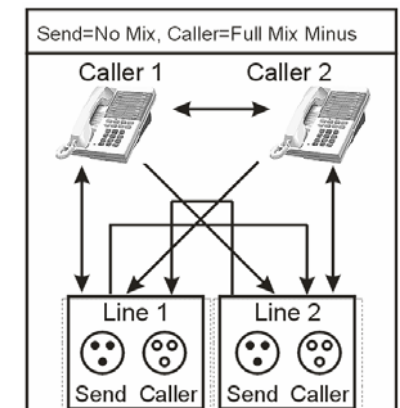 Send=No Mix, Caller=Full Mix Minus
Caller 1 Caller 2
Line 1 Line 2
Send Caller Send Caller